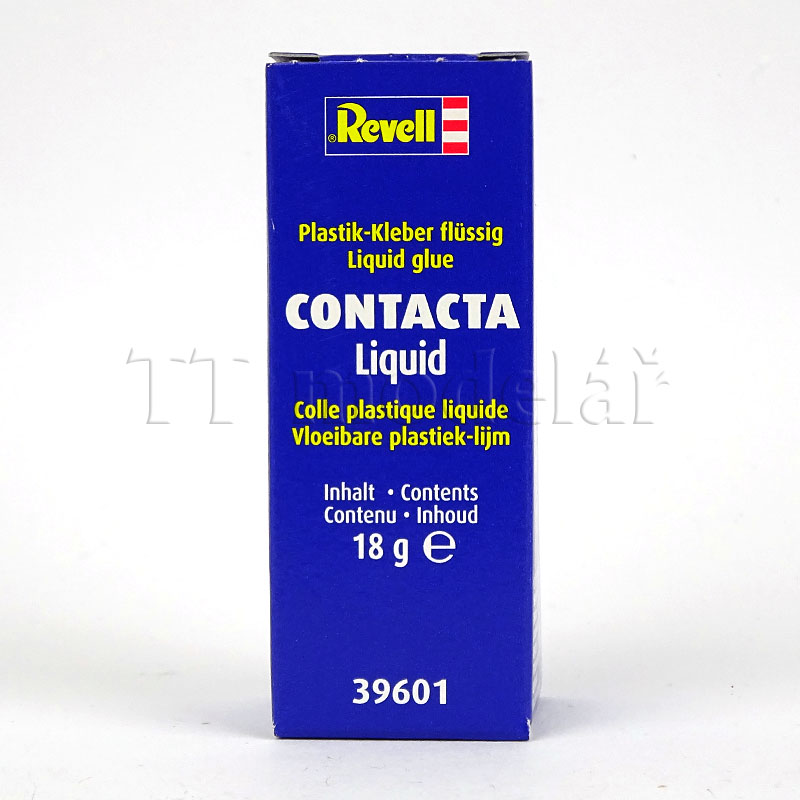 ®Revell
Plastik-Kleber flüssig
Liquid glue
CONTACTA
Liquid
TT modelář
Colle plastique liquide
Vloeibare plastiek-lijm
Inhalt • Contents
Contenu • Inhoud
18 g ℮
39601